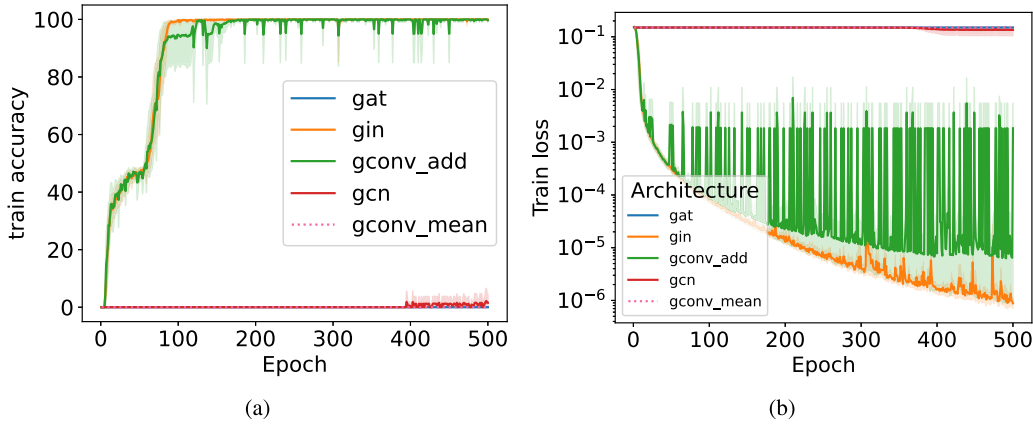 train accuracy
100
80
60
40
20
0
gat
gin
gconv_add
gcn
gconv_mean
0 100 200 300 400 500
Epoch
(a)
Train loss
10⁻¹
10⁻²
10⁻³
10⁻⁴
10⁻⁵
10⁻⁶
Architecture
gat
gin
gconv_add
gcn
gconv_mean
0 100 200 300 400 500
Epoch
(b)